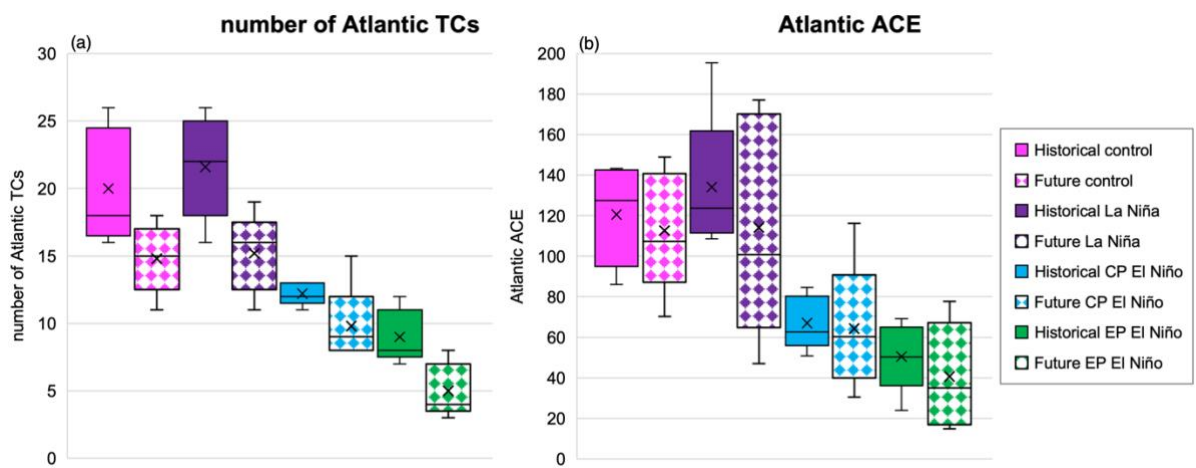 number of Atlantic TCs
(a)
number of Atlantic TCs
30
25
20
15
10
5
0
Atlantic ACE
(b)
Atlantic ACE
200
180
160
140
120
100
80
60
40
20
0
Historical control
Future control
Historical La Niña
Future La Niña
Historical CP El Niño
Future CP El Niño
Historical EP El Niño
Future EP El Niño